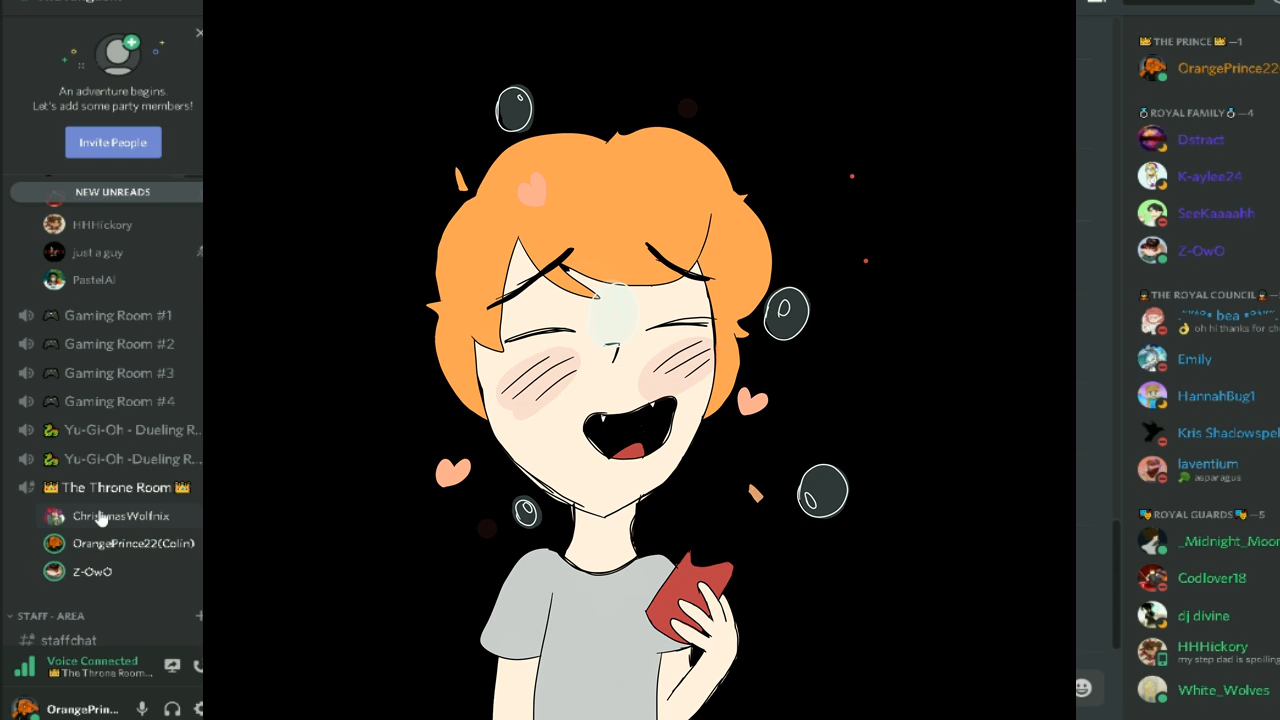 An adventure begins.
Let's add some party members!
Invite People
NEW UNREADS
HHHickory
just a guy
PastelAl
Gaming Room #1
Gaming Room #2
Gaming Room #3
Gaming Room #4
Yu-Gi-Oh - Dueling R...
Yu-Gi-Oh -Dueling R...
The Throne Room
ChristmasWolfnix
OrangePrince22(Colin)
Z-OwO
STAFF - AREA
staffchat
Voice Connected
The Throne Room...
OrangePrin...
THE PRINCE —1
OrangePrince22
ROYAL FAMILY —4
Dstract
K-aylee24
SeeKaaaahh
Z-OwO
THE ROYAL COUNCIL —
bea
oh hi thanks for ch
Emily
HannahBug1
Kris Shadowspel
laventium
asparagus
ROYAL GUARDS —5
_Midnight_Moon
Codlover18
dj divine
HHHickory
my step dad is spoiling
White_Wolves